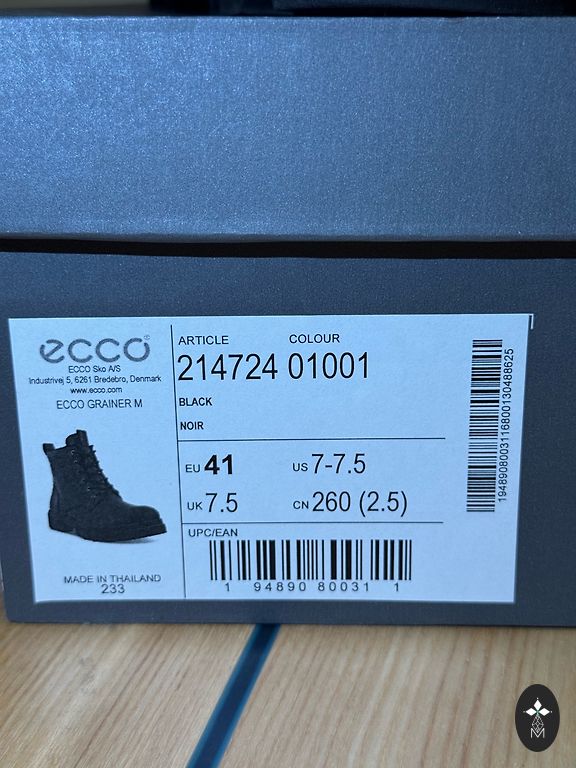 ecco®
ECCO Sko A/S
Industrivej 5, 6261 Bredebro, Denmark
www.ecco.com
ECCO GRAINER M
MADE IN THAILAND
233
ARTICLE COLOUR
214724 01001
BLACK
NOIR
EU 41 US 7-7.5
UK 7.5 CN 260 (2.5)
UPC/EAN
1 94890 80031 1
19489080031168001304​88625
M